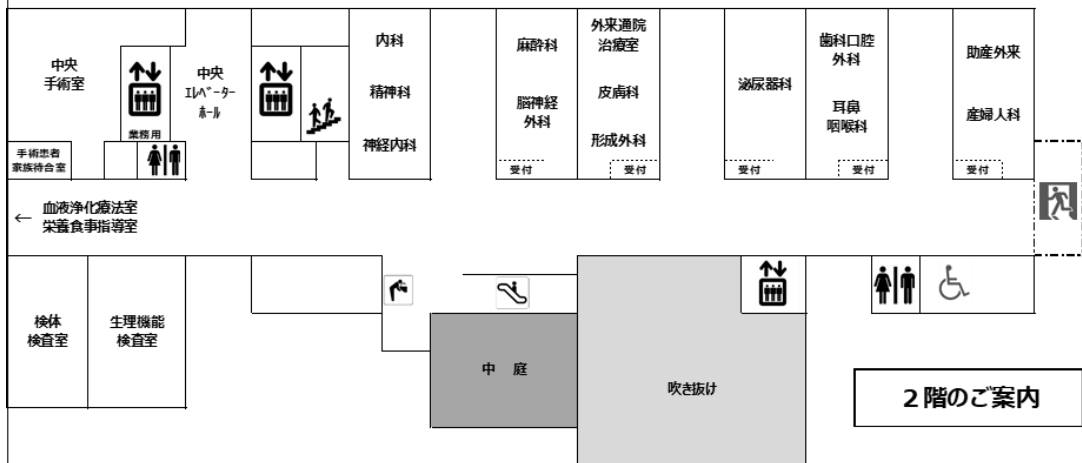 中央
手術室
業務用
中央
エレベーター
ホール
手術患者
家族待合室
内科
精神科
神経内科
麻酔科
脳神経
外科
受付
外来通院
治療室
皮膚科
形成外科
受付
泌尿器科
受付
歯科口腔
外科
耳鼻
咽喉科
受付
助産外来
産婦人科
受付
← 血液浄化療法室
栄養食事指導室
検体
検査室
生理機能
検査室
中 庭
吹き抜け
2階のご案内